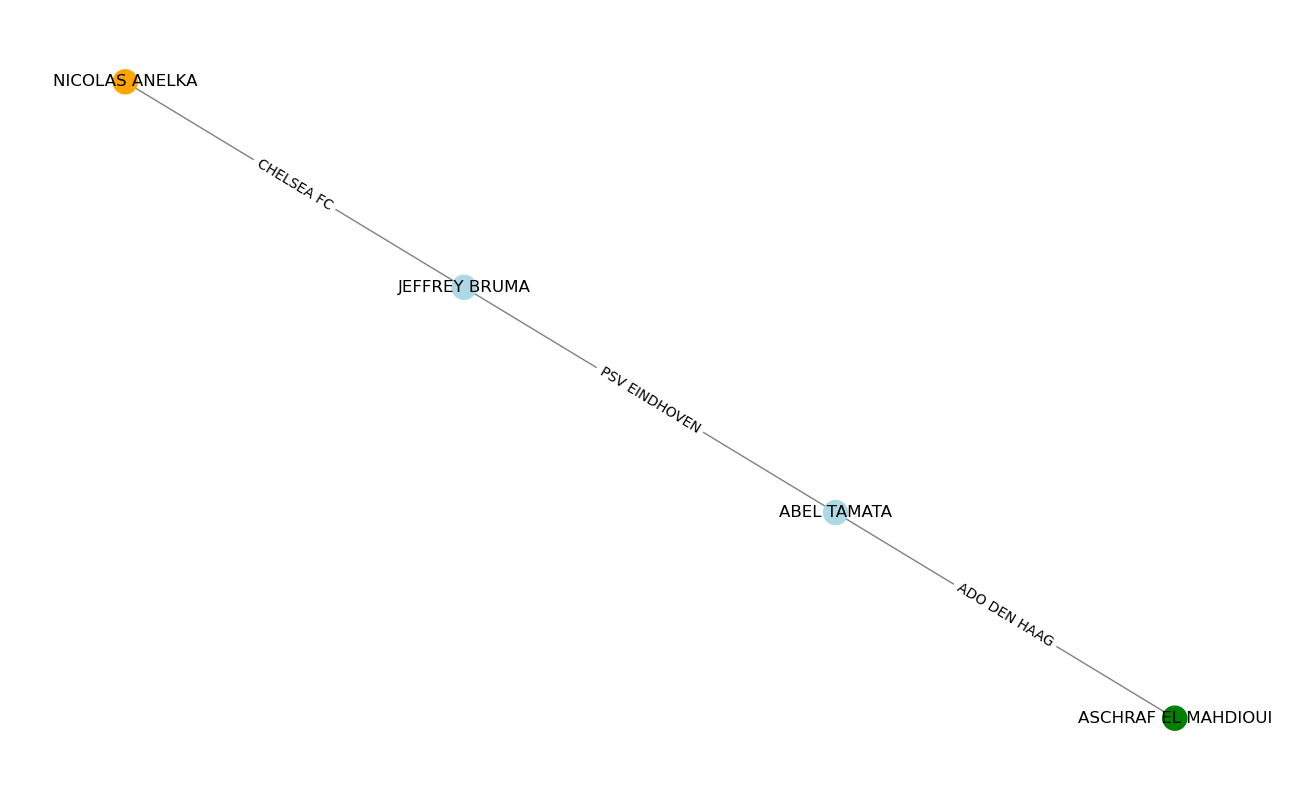 NICOLAS ANELKA
CHELSEA FC
JEFFREY BRUMA
PSV EINDHOVEN
ABEL TAMATA
ADO DEN HAAG
ASCHRAF EL MAHDIOUI